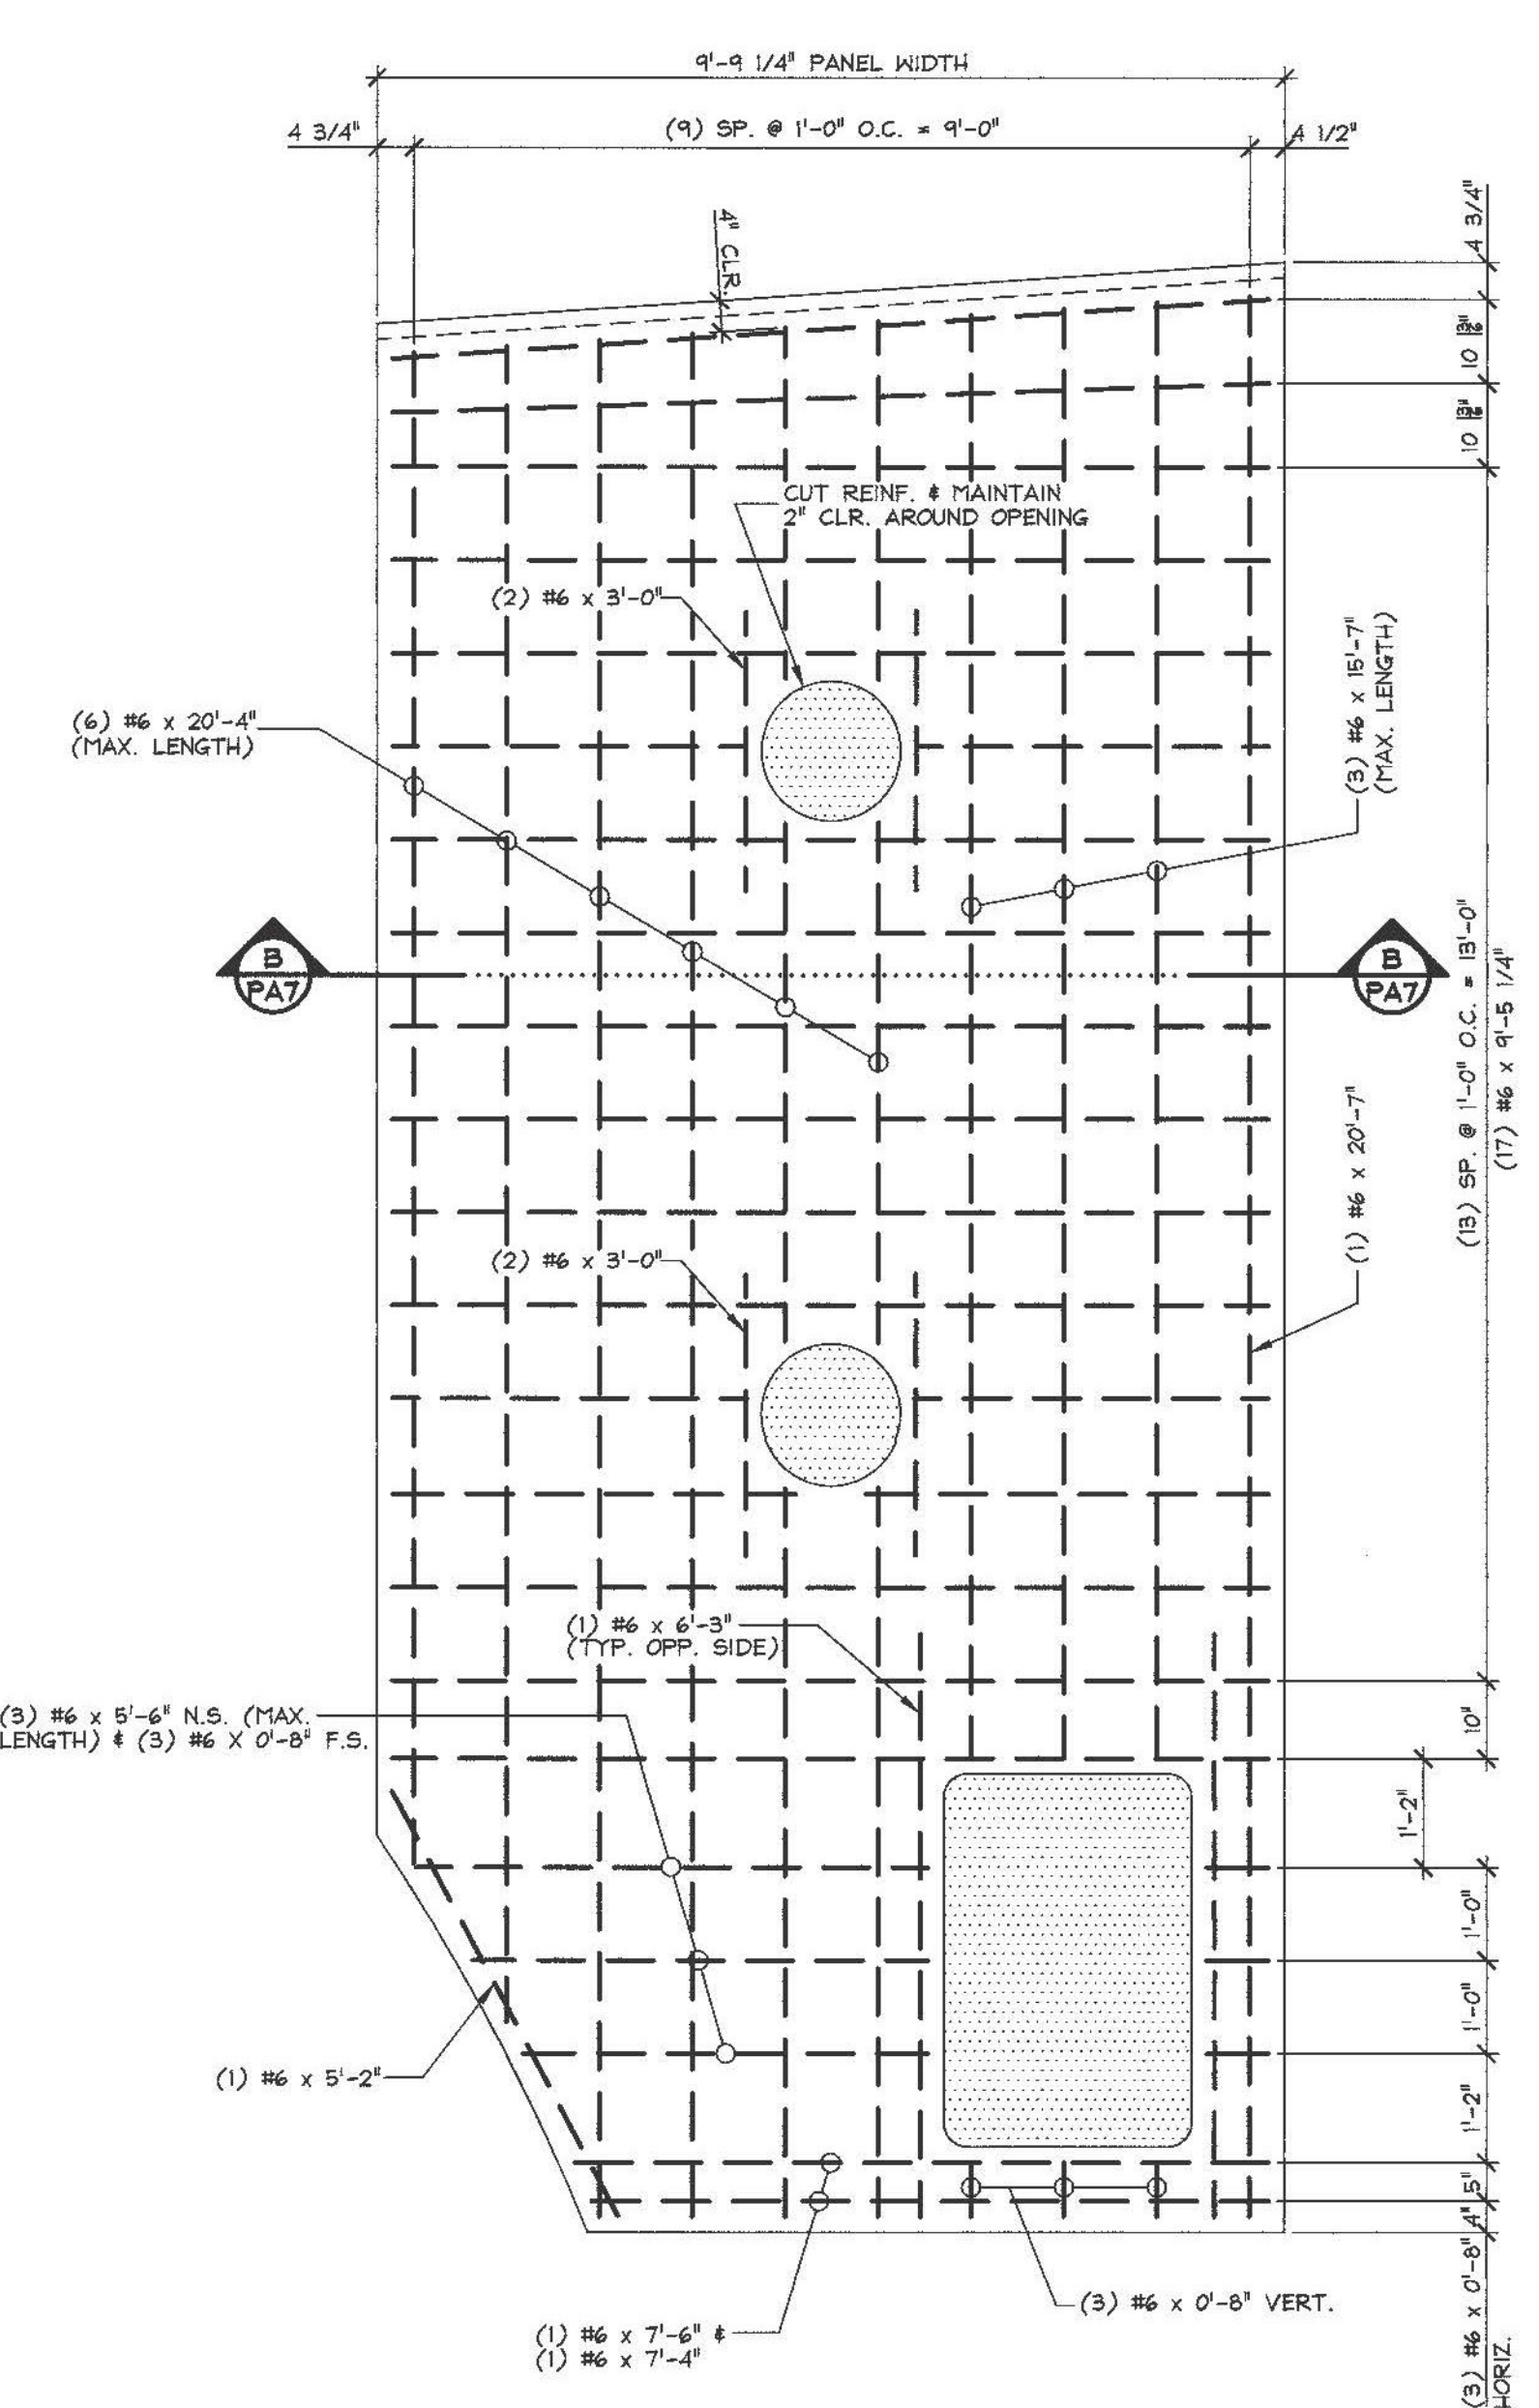 9'-9 1/4" PANEL WIDTH
4 3/4"
(9) SP. @ 1'-0" O.C. = 9'-0"
4 1/2"
4" CLR.
4 3/4"
10
10
CUT REINF. & MAINTAIN
2" CLR. AROUND OPENING
(2) #6 x 3'-0"
(6) #6 x 20'-4"
(MAX. LENGTH)
(3) #6 x 15'-7"
(MAX. LENGTH)
B
PA7
B
PA7
(13) SP. @ 1'-0" O.C. = 13'-0"
(17) #6 x 9'-5 1/4"
(1) #6 x 20'-7"
(2) #6 x 3'-0"
(1) #6 x 6'-3"
(TYP. OPP. SIDE)
(3) #6 x 5'-6" N.S. (MAX.
LENGTH) & (3) #6 X 0'-8" F.S.
10"
1'-2"
1'-0"
1'-0"
(1) #6 x 5'-2"
1'-2"
5"
4"
(3) #6 x 0'-8" VERT.
(1) #6 x 7'-6" &
(1) #6 x 7'-4"
(3) #6 x 0'-8"
HORIZ.